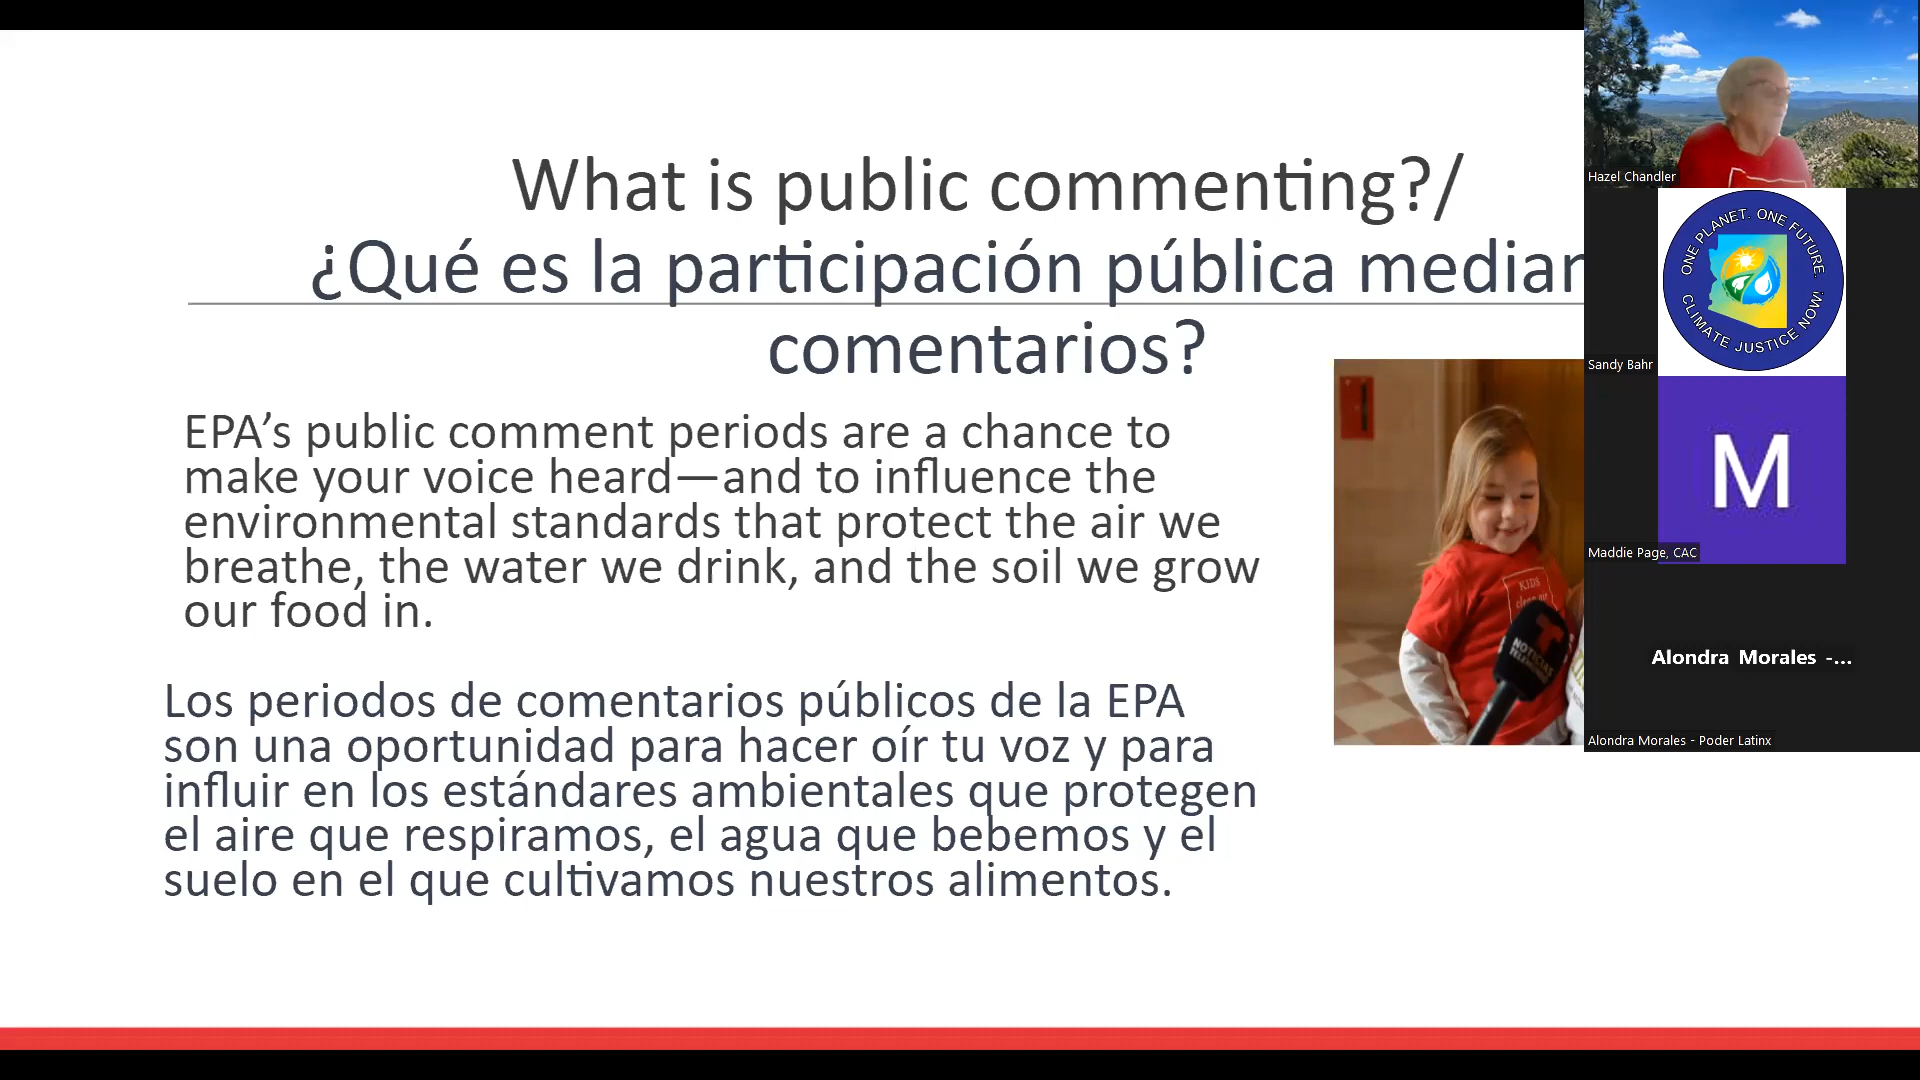 What is public commenting?/
¿Qué es la participación pública median
comentarios?
EPA’s public comment periods are a chance to
make your voice heard—and to influence the
environmental standards that protect the air we
breathe, the water we drink, and the soil we grow
our food in.
Los periodos de comentarios públicos de la EPA
son una oportunidad para hacer oír tu voz y para
influir en los estándares ambientales que protegen
el aire que respiramos, el agua que bebemos y el
suelo en el que cultivamos nuestros alimentos.
KIDS
clean air
NOTICIAS
Hazel Chandler
ONE PLANET. ONE FUTURE.
CLIMATE JUSTICE NOW!
Sandy Bahr
M
Maddie Page, CAC
Alondra Morales -...
Alondra Morales - Poder Latinx